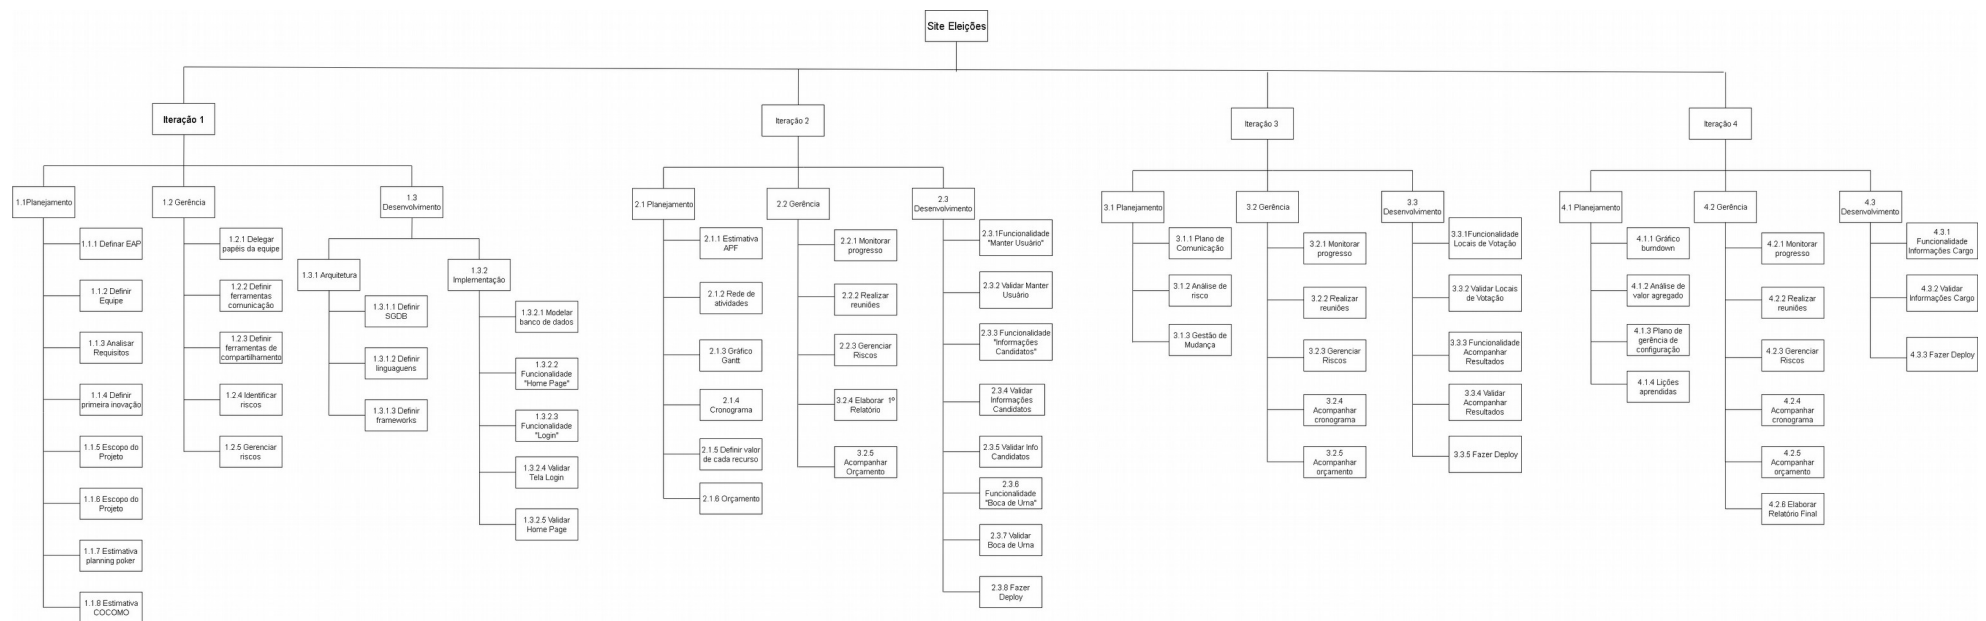 Site Eleições
Iteração 1
1.1Planejamento
1.1.1 Definar EAP
1.1.2 Definir
Equipe
1.1.3 Analisar
Requisitos
1.1.4 Definir
primeira inovação
1.1.5 Escopo do
Projeto
1.1.6 Escopo do
Projeto
1.1.7 Estimativa
planning poker
1.1.8 Estimativa
COCOMO
1.2 Gerência
1.2.1 Delegar
papéis da equipe
1.2.2 Definir
ferramentas
comunicação
1.2.3 Definir
ferramentas de
compartilhamento
1.2.4 Identificar
riscos
1.2.5 Gerenciar
riscos
1.3
Desenvolvimento
1.3.1 Arquitetura
1.3.1.1 Definir
SGDB
1.3.1.2 Definir
linguaguens
1.3.1.3 Definir
frameworks
1.3.2
Implementação
1.3.2.1 Modelar
banco de dados
1.3.2.2
Funcionalidade
"Home Page"
1.3.2.3
Funcionalidade
"Login"
1.3.2.4 Validar
Tela Login
1.3.2.5 Validar
Home Page
Iteração 2
2.1 Planejamento
2.1.1 Estimativa
APF
2.1.2 Rede de
atividades
2.1.3 Gráfico
Gantt
2.1.4
Cronograma
2.1.5 Definir valor
de cada recurso
2.1.6 Orçamento
2.2 Gerência
2.2.1 Monitorar
progresso
2.2.2 Realizar
reuniões
2.2.3 Gerenciar
Riscos
3.2.4 Elaborar 1º
Relatório
3.2.5
Acompanhar
Orçamento
2.3
Desenvolvimento
2.3.1Funcionalidade
"Manter Usuário"
2.3.2 Validar Manter
Usuário
2.3.3 Funcionalidade
"Informações
Candidatos"
2.3.4 Validar
Informações
Candidatos
2.3.5 Validar Info
Candidatos
2.3.6
Funcionalidade
"Boca de Urna"
2.3.7 Validar
Boca de Urna
2.3.8 Fazer
Deploy
Iteração 3
3.1 Planejamento
3.1.1 Plano de
Comunicação
3.1.2 Análise de
risco
3.1.3 Gestão de
Mudança
3.2 Gerência
3.2.1 Monitorar
progresso
3.2.2 Realizar
reuniões
3.2.3 Gerenciar
Riscos
3.2.4
Acompanhar
cronograma
3.2.5
Acompanhar
orçamento
3.3
Desenvolvimento
3.3.1Funcionalidade
Locais de Votação
3.3.2 Validar Locais
de Votação
3.3.3 Funcionalidade
Acompanhar
Resultados
3.3.4 Validar
Acompanhar
Resultados
3.3.5 Fazer Deploy
Iteração 4
4.1 Planejamento
4.1.1 Gráfico
burndown
4.1.2 Análise de
valor agregado
4.1.3 Plano de
gerência de
configuração
4.1.4 Lições
aprendidas
4.2 Gerência
4.2.1 Monitorar
progresso
4.2.2 Realizar
reuniões
4.2.3 Gerenciar
Riscos
4.2.4
Acompanhar
cronograma
4.2.5
Acompanhar
orçamento
4.2.6 Elaborar
Relatório Final
4.3
Desenvolvimento
4.3.1
Funcionalidade
Informações Cargo
4.3.2 Validar
Informações Cargo
4.3.3 Fazer Deploy